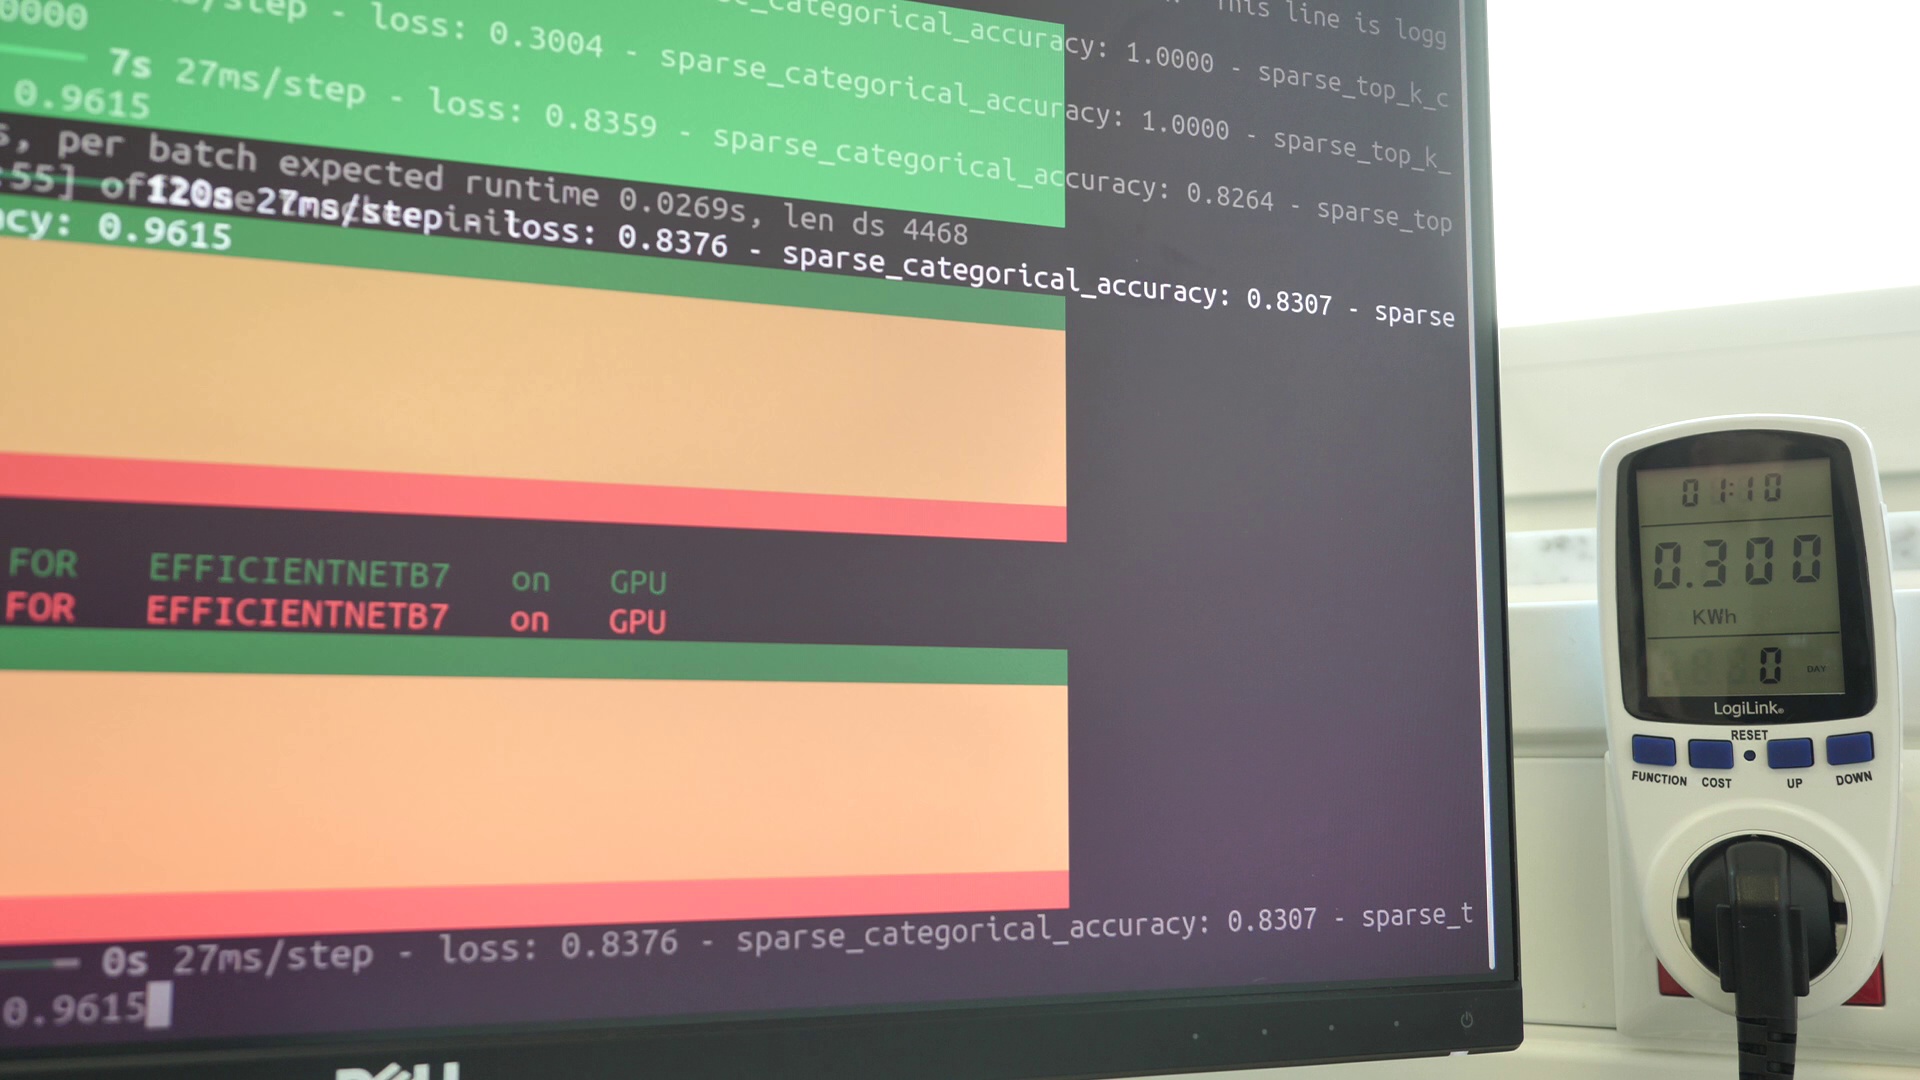 0000
/step - loss: 0.3004 - sparse_categorical_accuracy: 1.0000 - sparse_top_k_c
This line is logg
7s 27ms/step - loss: 0.8359 - sparse_categorical_accuracy: 1.0000 - sparse_top_k_
0.9615
sparse_categorical_accuracy: 0.8264 - sparse_top
s, per batch expected runtime 0.0269s, len ds 4468
:55] of
120s 27ms/step
loss: 0.8376 - sparse_categorical_accuracy: 0.8307 - sparse
acy: 0.9615
FOR EFFICIENTNETB7 on GPU
FOR EFFICIENTNETB7 on GPU
0s 27ms/step - loss: 0.8376 - sparse_categorical_accuracy: 0.8307 - sparse_t
0.9615
DELL
01:10
0.300
KWh
0 DAY
LogiLink®
RESET
FUNCTION COST UP DOWN